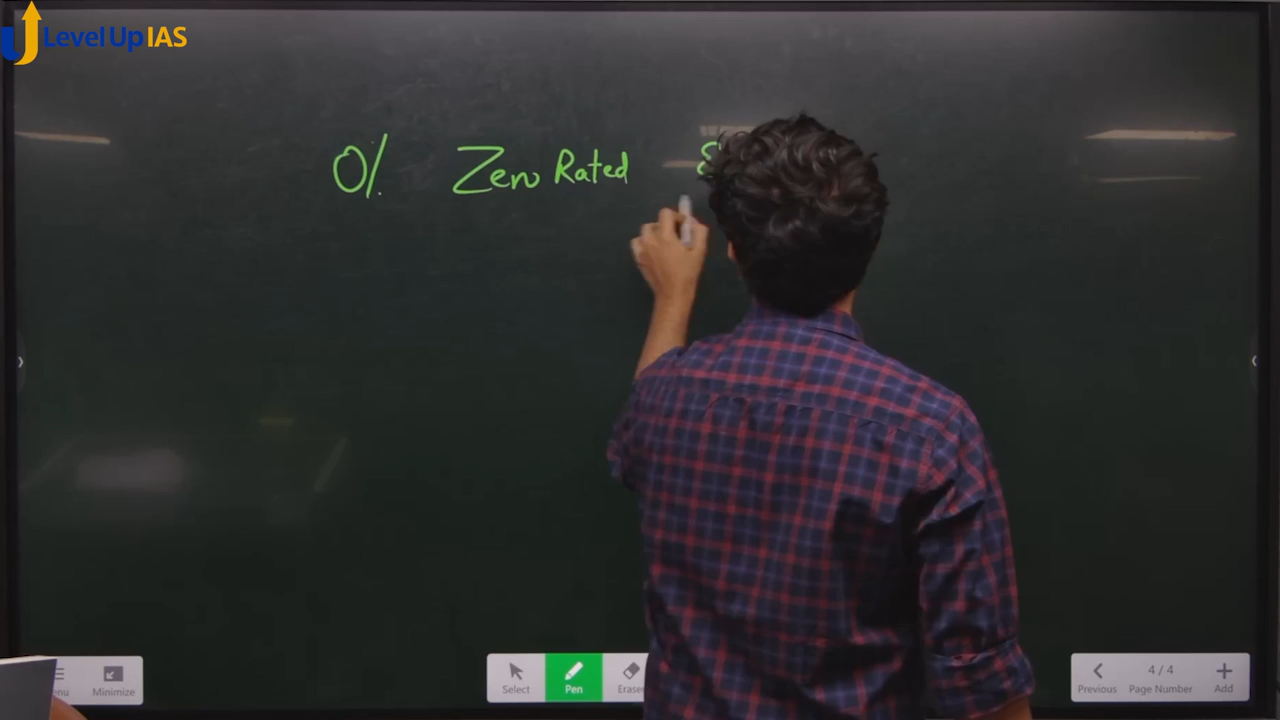 Level Up IAS
0% Zero Rated
Minimize
Select Pen
Previous 4 / 4 Page Number Add